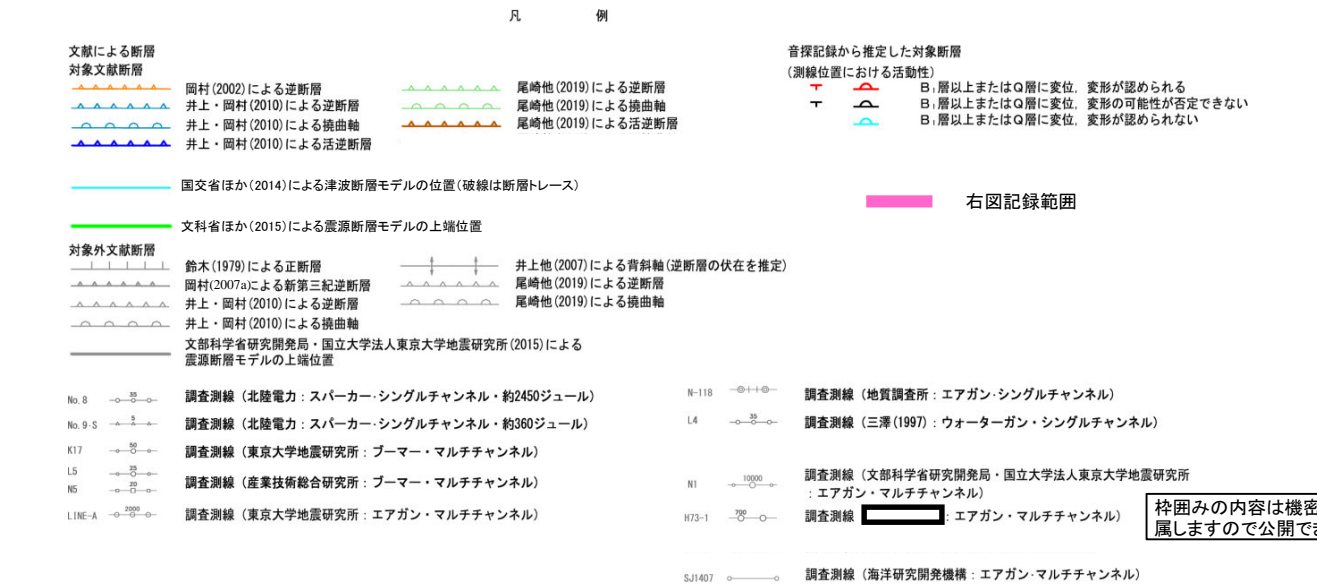 凡 例
文献による断層
対象文献断層
岡村(2002)による逆断層
井上・岡村(2010)による逆断層
井上・岡村(2010)による撓曲軸
井上・岡村(2010)による活逆断層
尾崎他(2019)による逆断層
尾崎他(2019)による撓曲軸
尾崎他(2019)による活逆断層
国交省ほか(2014)による津波断層モデルの位置(破線は断層トレース)
文科省ほか(2015)による震源断層モデルの上端位置
対象外文献断層
鈴木(1979)による正断層
岡村(2007a)による新第三紀逆断層
井上・岡村(2010)による逆断層
井上・岡村(2010)による撓曲軸
文部科学省研究開発局・国立大学法人東京大学地震研究所(2015)による
震源断層モデルの上端位置
井上他(2007)による背斜軸(逆断層の伏在を推定)
尾崎他(2019)による逆断層
尾崎他(2019)による撓曲軸
音探記録から推定した対象断層
(測線位置における活動性)
B₁層以上またはQ層に変位，変形が認められる
B₁層以上またはQ層に変位，変形の可能性が否定できない
B₁層以上またはQ層に変位，変形が認められない
右図記録範囲
No.8 35 調査測線（北陸電力：スパーカー・シングルチャンネル・約2450ジュール）
No.9-S 5 調査測線（北陸電力：スパーカー・シングルチャンネル・約360ジュール）
K17 50 調査測線（東京大学地震研究所：ブーマー・マルチチャンネル）
L5 25
N5 20 調査測線（産業技術総合研究所：ブーマー・マルチチャンネル）
LINE-A 2000 調査測線（東京大学地震研究所：エアガン・マルチチャンネル）
N-118 調査測線（地質調査所：エアガン・シングルチャンネル）
L4 35 調査測線（三澤(1997)：ウォーターガン・シングルチャンネル）
N1 10000 調査測線（文部科学省研究開発局・国立大学法人東京大学地震研究所
：エアガン・マルチチャンネル）
H73-1 700 調査測線 ：エアガン・マルチチャンネル）
枠囲みの内容は機密
属しますので公開でき
SJ1407 調査測線（海洋研究開発機構：エアガン・マルチチャンネル）